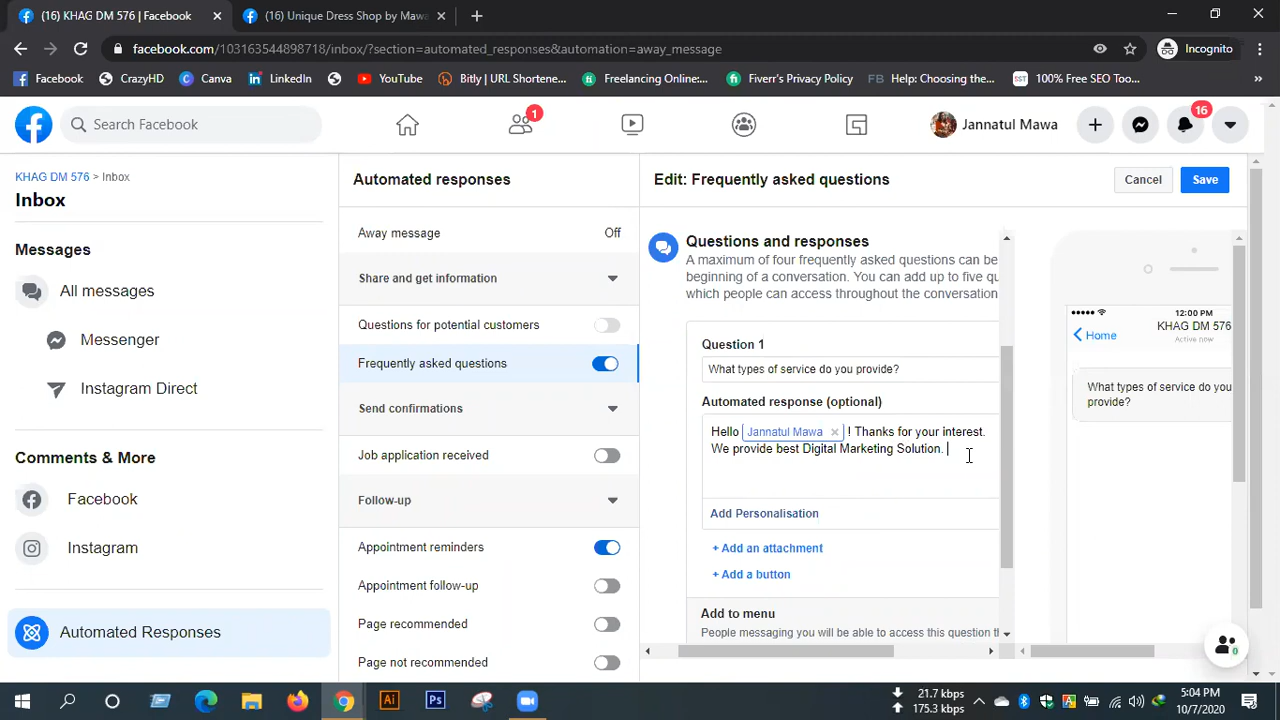 (16) KHAG DM 576 | Facebook
(16) Unique Dress Shop by Mawa
facebook.com/103163544898718/inbox/?section=automated_responses&automation=away_message
Incognito
Facebook
CrazyHD
Canva
LinkedIn
YouTube
Bitly | URL Shortene...
Freelancing Online:...
Fiverr's Privacy Policy
FB Help: Choosing the...
SST 100% Free SEO Too...
Search Facebook
1
Jannatul Mawa
16
KHAG DM 576 > Inbox
Inbox
Messages
All messages
Messenger
Instagram Direct
Comments & More
Facebook
Instagram
Automated Responses
Automated responses
Away message Off
Share and get information
Questions for potential customers
Frequently asked questions
Send confirmations
Job application received
Follow-up
Appointment reminders
Appointment follow-up
Page recommended
Page not recommended
Edit: Frequently asked questions
Cancel
Save
Questions and responses
A maximum of four frequently asked questions can be
beginning of a conversation. You can add up to five qu
which people can access throughout the conversation
Question 1
What types of service do you provide?
Automated response (optional)
Hello Jannatul Mawa × ! Thanks for your interest.
We provide best Digital Marketing Solution.
Add Personalisation
+ Add an attachment
+ Add a button
Add to menu
People messaging you will be able to access this question th
12:00 PM
Home
KHAG DM 576
Active now
What types of service do you
provide?
0
Ai
Ps
21.7 kbps
175.3 kbps
5:04 PM
10/7/2020